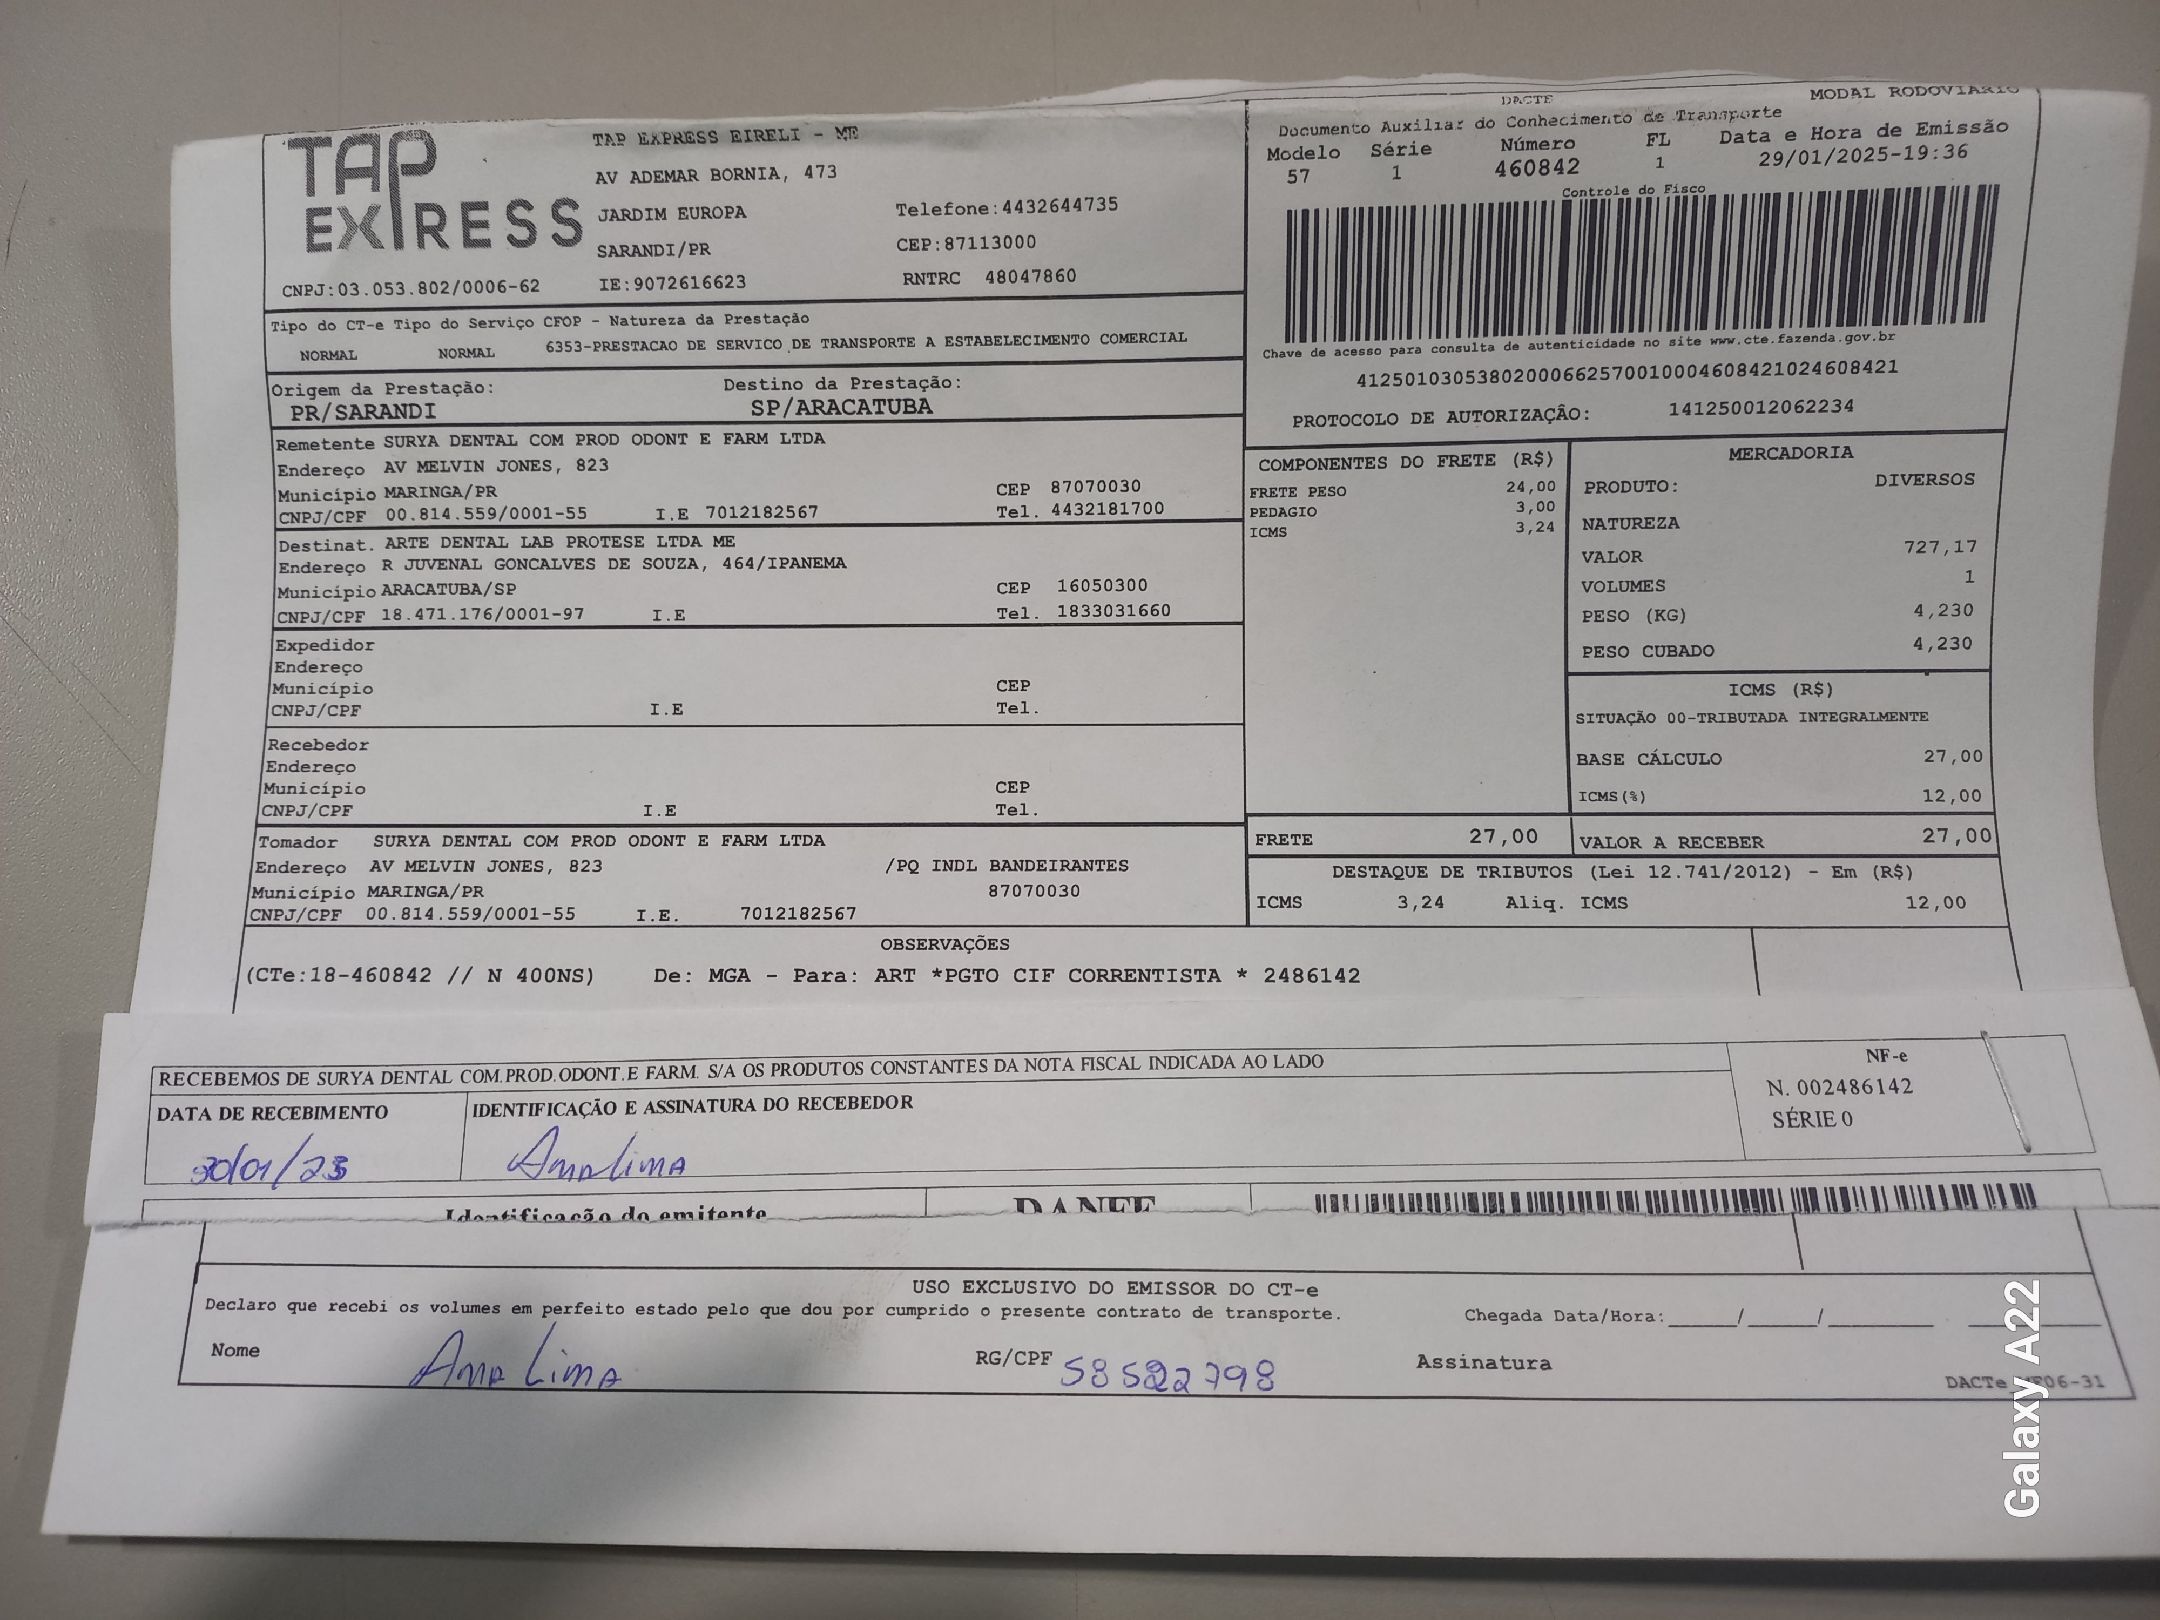 TAP EXPRESS
TAP EXPRESS EIRELI - ME
AV ADEMAR BORNIA, 473
JARDIM EUROPA Telefone:4432644735
SARANDI/PR CEP:87113000
CNPJ:03.053.802/0006-62 IE:9072616623 RNTRC 48047860
MODAL RODOVIARIO
DACTE
Documento Auxiliar do Conhecimento de Transporte
Modelo Série Número FL Data e Hora de Emissão
57 1 460842 1 29/01/2025-19:36
Controle do Fisco
Chave de acesso para consulta de autenticidade no site www.cte.fazenda.gov.br
41250103053802000662570010004608421024608421
PROTOCOLO DE AUTORIZAÇÃO: 141250012062234
Tipo do CT-e Tipo do Serviço CFOP - Natureza da Prestação
NORMAL NORMAL 6353-PRESTACAO DE SERVICO DE TRANSPORTE A ESTABELECIMENTO COMERCIAL
Origem da Prestação: Destino da Prestação:
PR/SARANDI SP/ARACATUBA
Remetente SURYA DENTAL COM PROD ODONT E FARM LTDA
Endereço AV MELVIN JONES, 823
Município MARINGA/PR CEP 87070030
CNPJ/CPF 00.814.559/0001-55 I.E 7012182567 Tel. 4432181700
Destinat. ARTE DENTAL LAB PROTESE LTDA ME
Endereço R JUVENAL GONCALVES DE SOUZA, 464/IPANEMA
Município ARACATUBA/SP CEP 16050300
CNPJ/CPF 18.471.176/0001-97 I.E Tel. 1833031660
Expedidor
Endereço
Município CEP
CNPJ/CPF I.E Tel.
Recebedor
Endereço
Município CEP
CNPJ/CPF I.E Tel.
Tomador SURYA DENTAL COM PROD ODONT E FARM LTDA
Endereço AV MELVIN JONES, 823 /PQ INDL BANDEIRANTES
Município MARINGA/PR 87070030
CNPJ/CPF 00.814.559/0001-55 I.E. 7012182567
COMPONENTES DO FRETE (R$)
FRETE PESO 24,00
PEDAGIO 3,00
ICMS 3,24
MERCADORIA
PRODUTO: DIVERSOS
NATUREZA
VALOR 727,17
VOLUMES 1
PESO (KG) 4,230
PESO CUBADO 4,230
ICMS (R$)
SITUAÇÃO 00-TRIBUTADA INTEGRALMENTE
BASE CÁLCULO 27,00
ICMS(%) 12,00
FRETE 27,00 VALOR A RECEBER 27,00
DESTAQUE DE TRIBUTOS (Lei 12.741/2012) - Em (R$)
ICMS 3,24 Aliq. ICMS 12,00
OBSERVAÇÕES
(CTe:18-460842 // N 400NS) De: MGA - Para: ART *PGTO CIF CORRENTISTA * 2486142
RECEBEMOS DE SURYA DENTAL COM.PROD.ODONT.E FARM. S/A OS PRODUTOS CONSTANTES DA NOTA FISCAL INDICADA AO LADO
NF-e
N. 002486142
SÉRIE 0
DATA DE RECEBIMENTO IDENTIFICAÇÃO E ASSINATURA DO RECEBEDOR
30/01/25 Ana Lima
Identificação do emitente DANFE
USO EXCLUSIVO DO EMISSOR DO CT-e
Declaro que recebi os volumes em perfeito estado pelo que dou por cumprido o presente contrato de transporte. Chegada Data/Hora:______/______/_________
Nome Ana Lima RG/CPF 58522798 Assinatura
DACTe
06-31
Galaxy A22